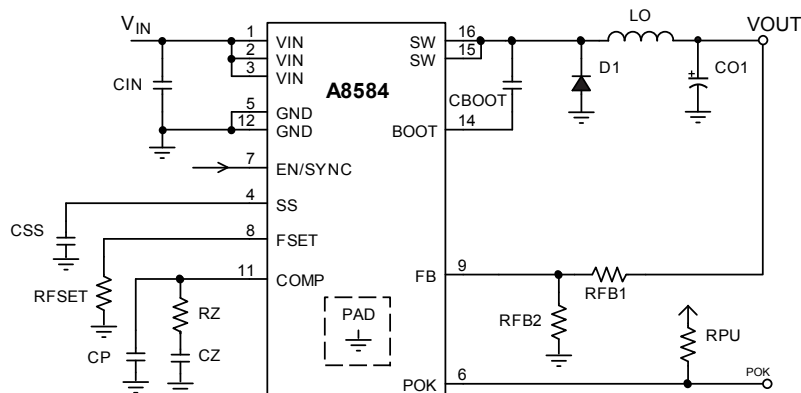 VIN
1 VIN
2 VIN
3 VIN
CIN
5 GND
12 GND
7 EN/SYNC
4 SS
CSS
8 FSET
RFSET
11 COMP
RZ
CP
CZ
A8584
PAD
SW 16
SW 15
BOOT 14
CBOOT
D1
LO
CO1
+
VOUT
FB 9
RFB1
RFB2
RPU
POK 6
POK